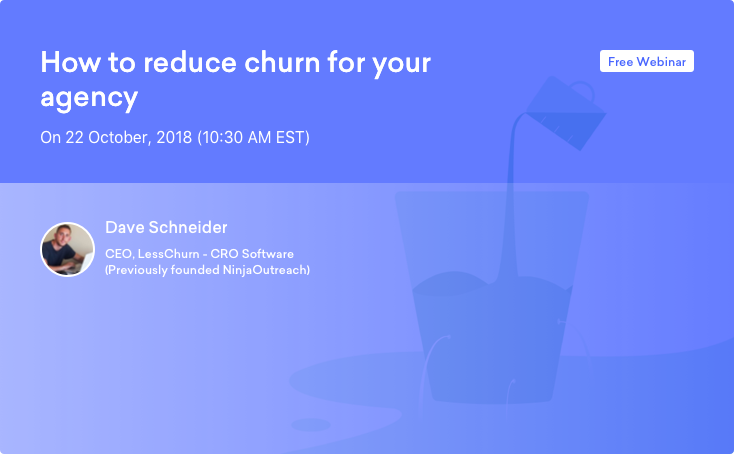 How to reduce churn for your
agency
Free Webinar
On 22 October, 2018 (10:30 AM EST)
Dave Schneider
CEO, LessChurn - CRO Software
(Previously founded NinjaOutreach)